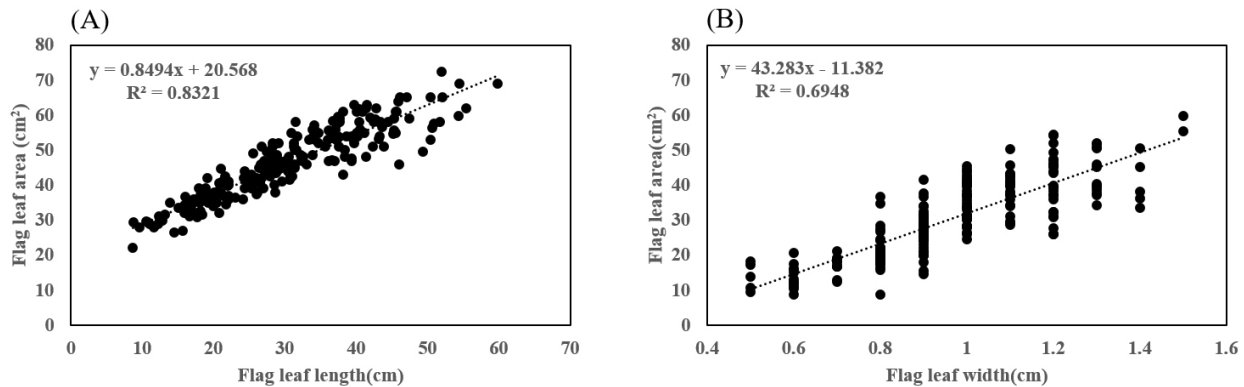 (A)
80
70
60
50
40
30
20
10
0
y = 0.8494x + 20.568
R² = 0.8321
Flag leaf area (cm²)
0 10 20 30 40 50 60 70
Flag leaf length(cm)
(B)
80
70
60
50
40
30
20
10
0
y = 43.283x - 11.382
R² = 0.6948
Flag leaf area(cm²)
0.4 0.6 0.8 1 1.2 1.4 1.6
Flag leaf width(cm)